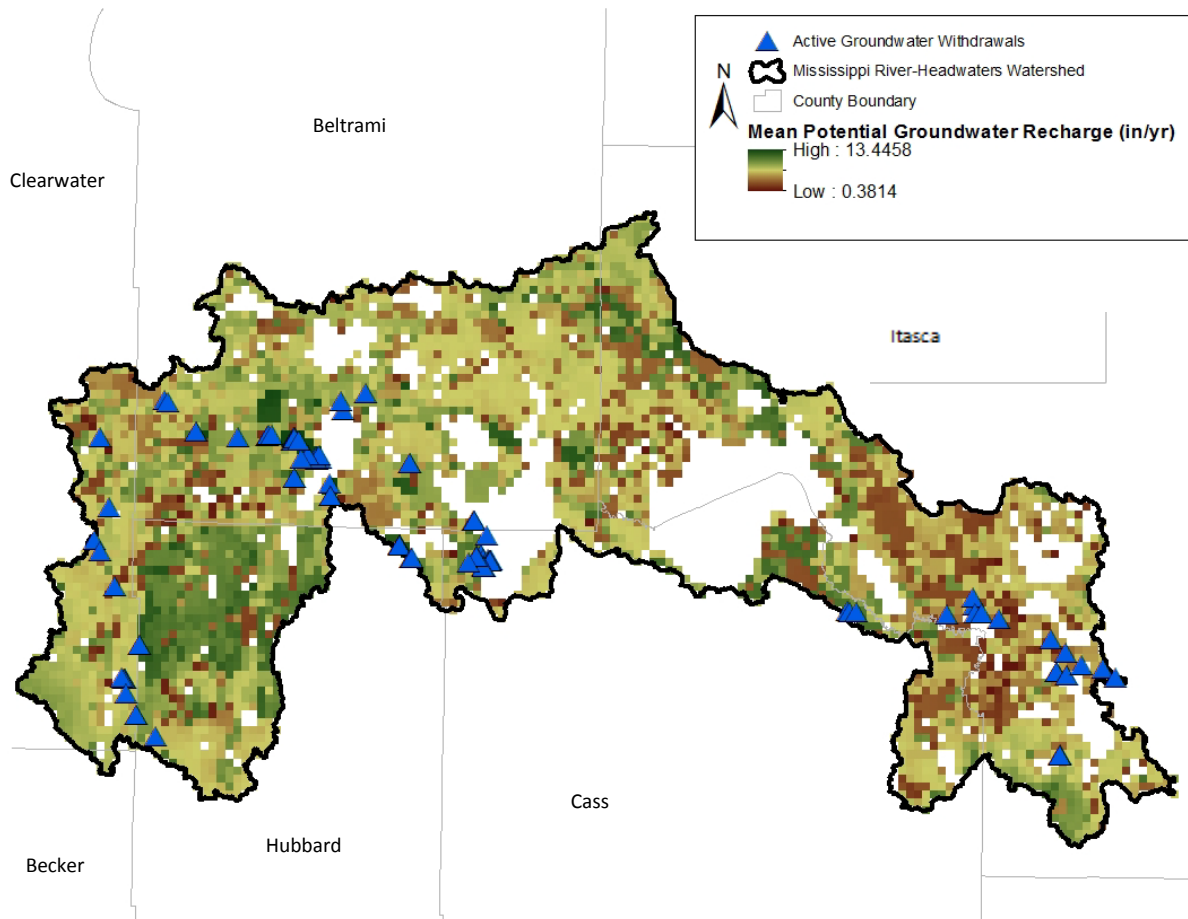 Active Groundwater Withdrawals
Mississippi River-Headwaters Watershed
N
County Boundary
Mean Potential Groundwater Recharge (in/yr)
High : 13.4458
Low : 0.3814
Beltrami
Clearwater
Itasca
Cass
Hubbard
Becker